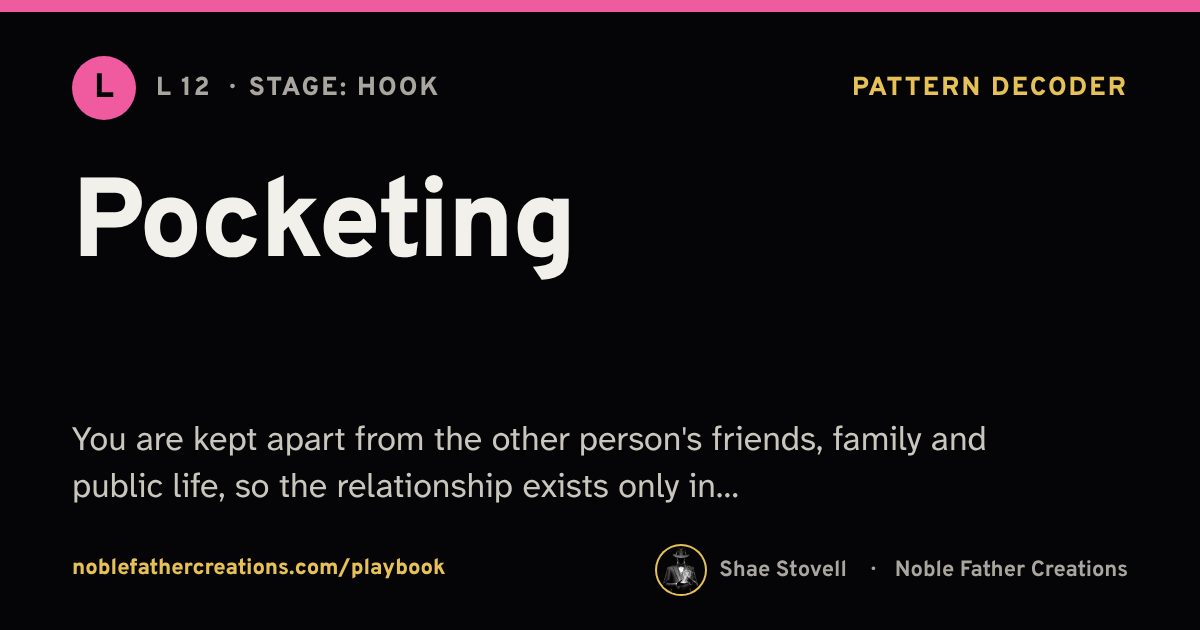 L
L 12 · STAGE: HOOK
PATTERN DECODER
Pocketing
You are kept apart from the other person's friends, family and
public life, so the relationship exists only in...
noblefathercreations.com/playbook
Shae Stovell · Noble Father Creations